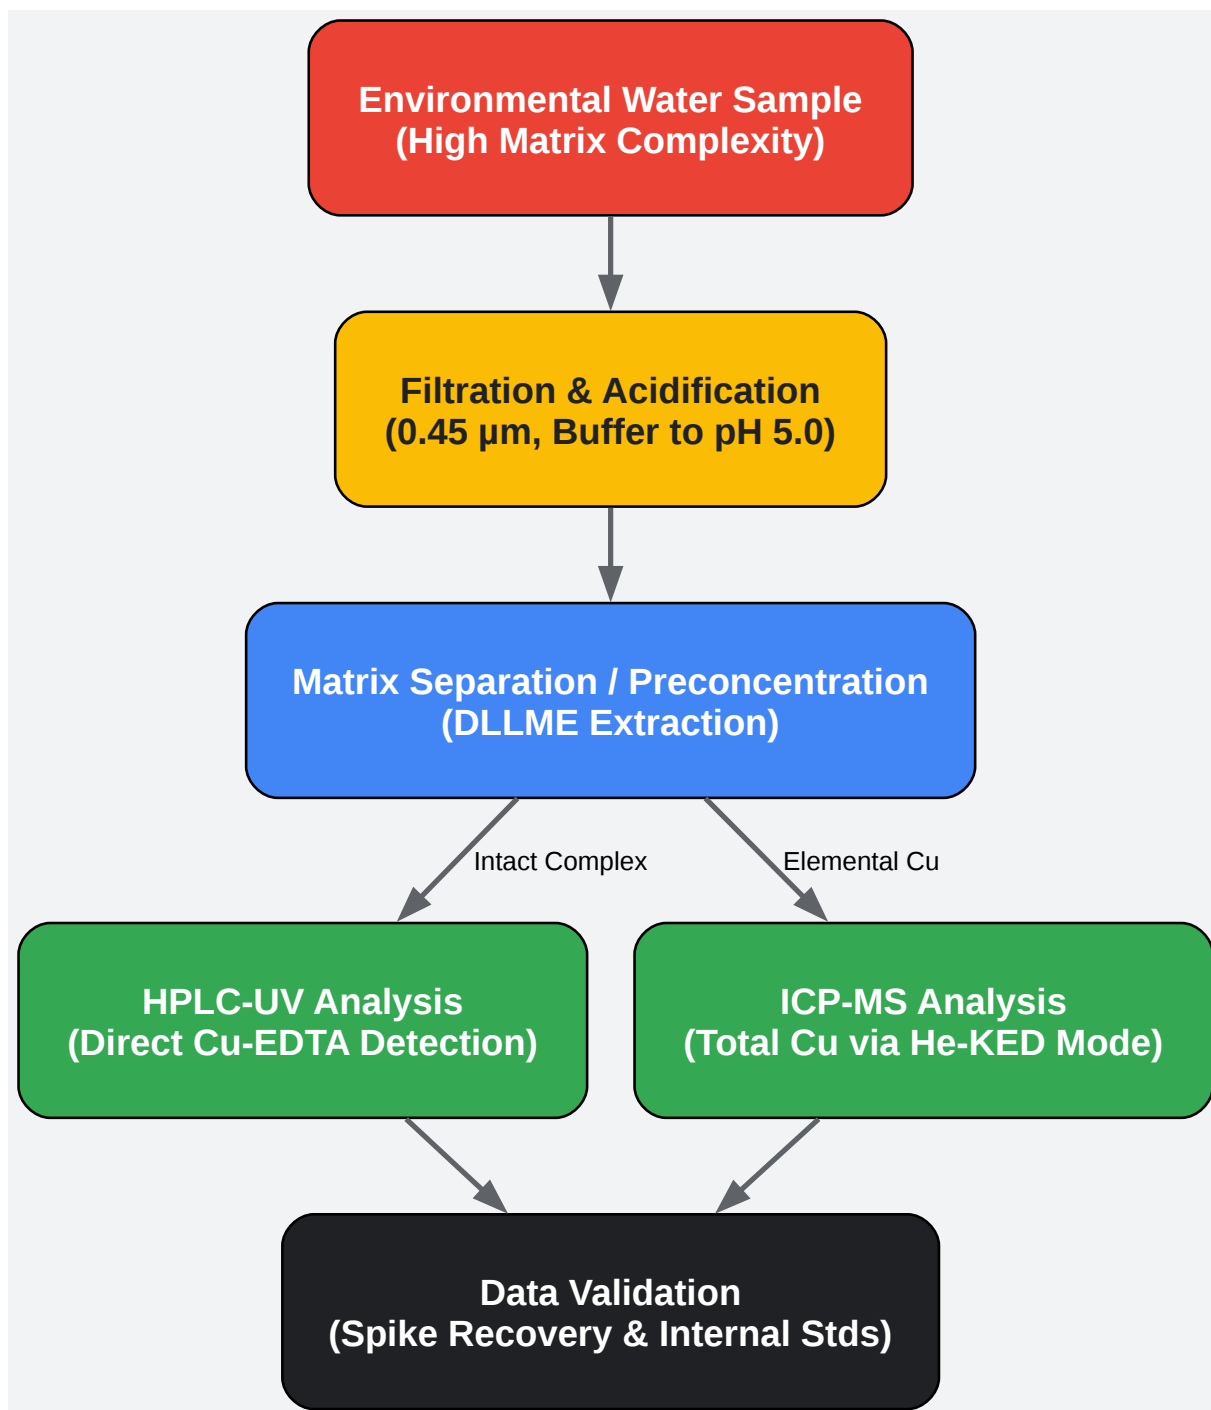 Environmental Water Sample
(High Matrix Complexity)
Filtration & Acidification
(0.45 µm, Buffer to pH 5.0)
Matrix Separation / Preconcentration
(DLLME Extraction)
Intact Complex
Elemental Cu
HPLC-UV Analysis
(Direct Cu-EDTA Detection)
ICP-MS Analysis
(Total Cu via He-KED Mode)
Data Validation
(Spike Recovery & Internal Stds)